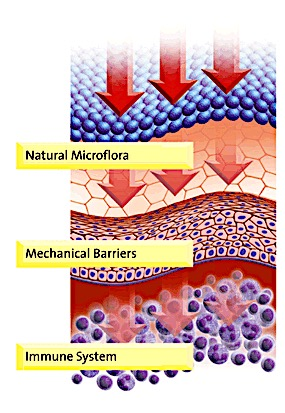 Natural Microflora
Mechanical Barriers
Immune System